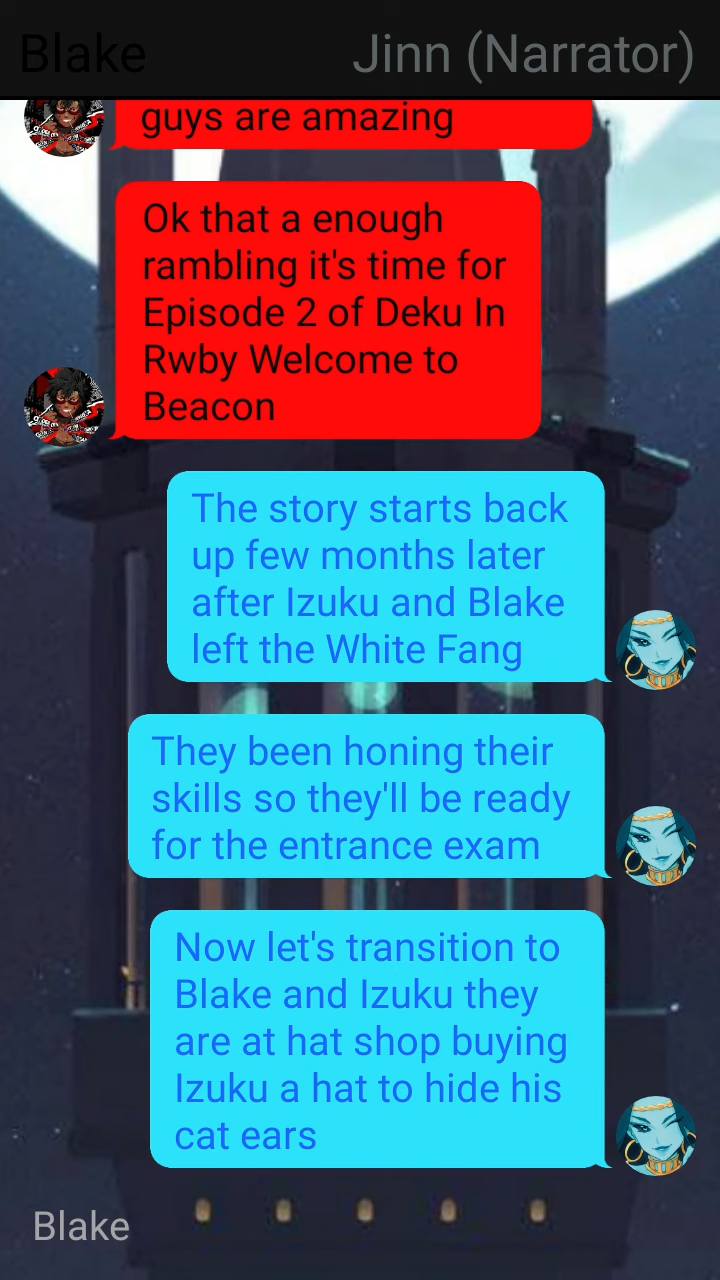 Blake
Jinn (Narrator)
guys are amazing
Ok that a enough
rambling it's time for
Episode 2 of Deku In
Rwby Welcome to
Beacon
The story starts back
up few months later
after Izuku and Blake
left the White Fang
They been honing their
skills so they'll be ready
for the entrance exam
Now let's transition to
Blake and Izuku they
are at hat shop buying
Izuku a hat to hide his
cat ears
Blake